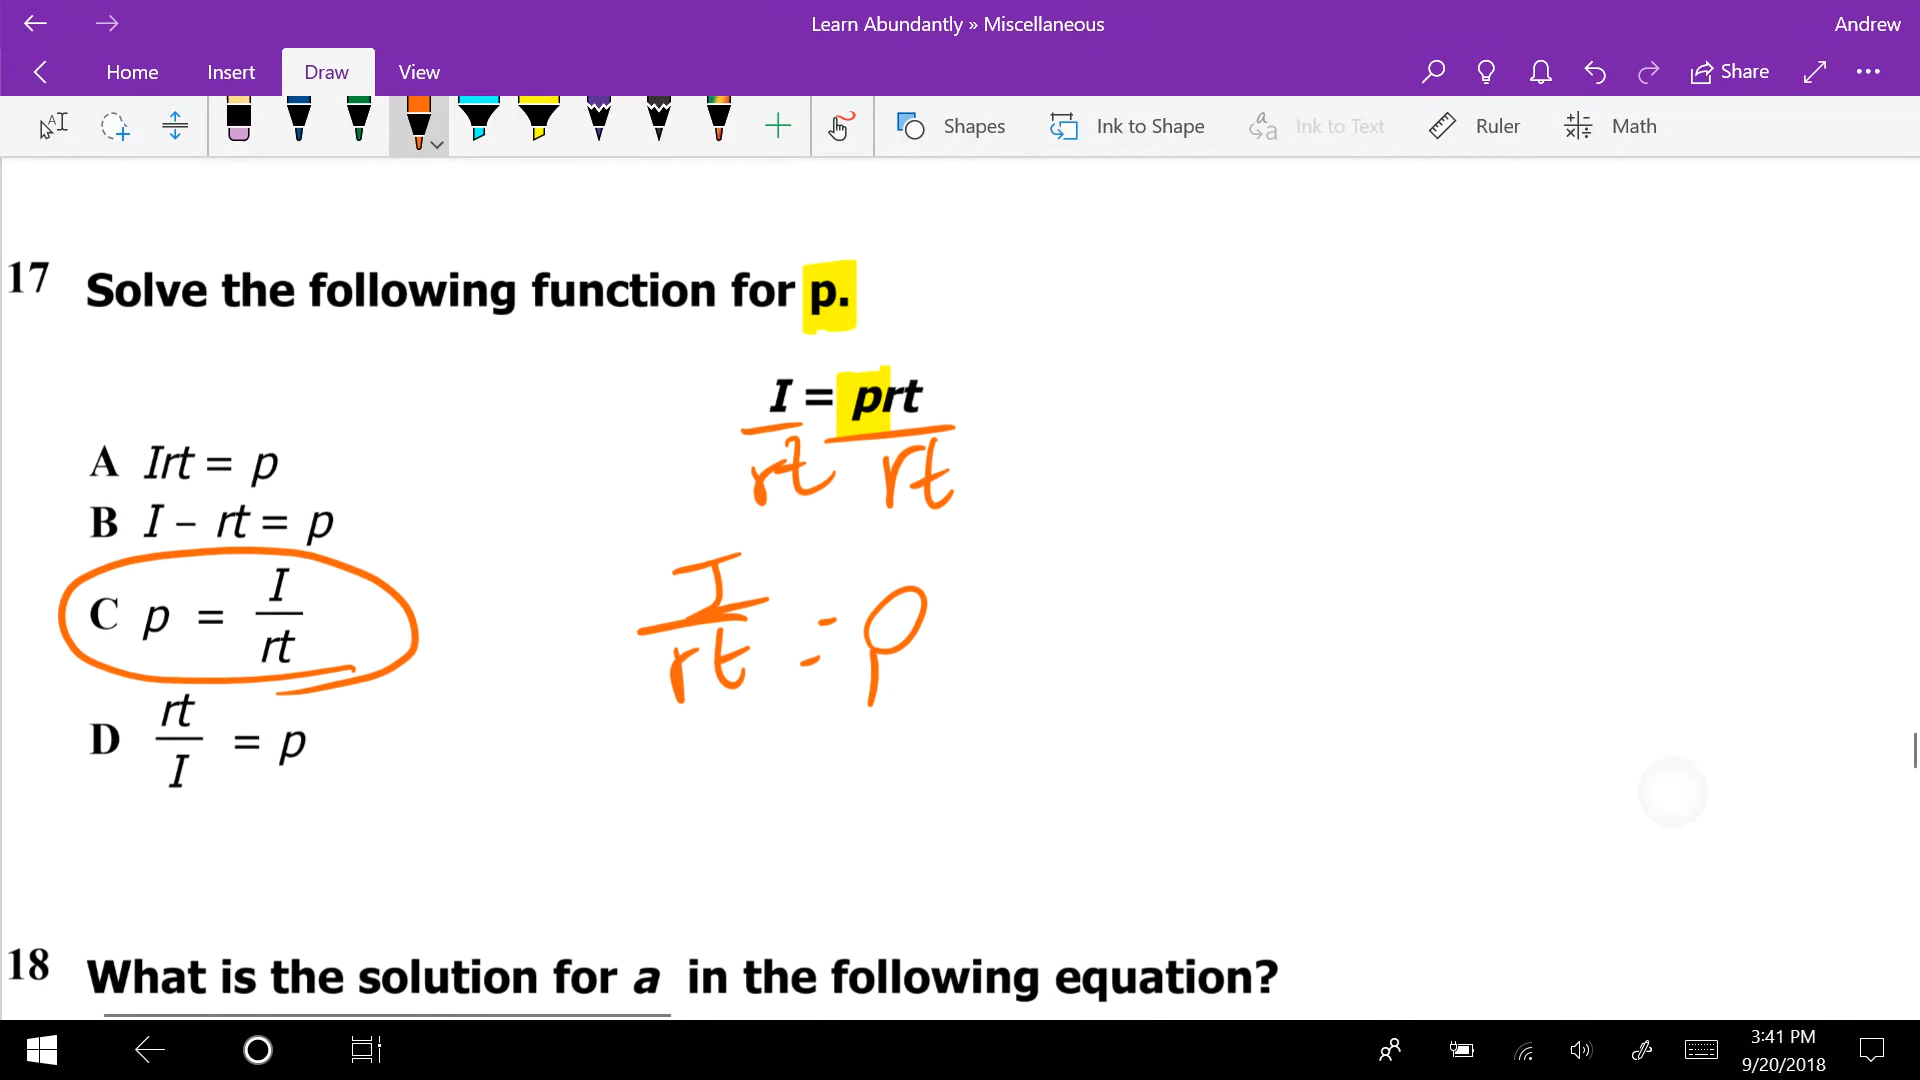 Learn Abundantly » Miscellaneous
Andrew
Home Insert Draw View
Share
Shapes Ink to Shape Ink to Text Ruler Math
17 Solve the following function for p.
I = prt
rt rt
A Irt = p
B I – rt = p
C p = I
rt
I
rt = p
D rt
I = p
18 What is the solution for a in the following equation?
3:41 PM
9/20/2018